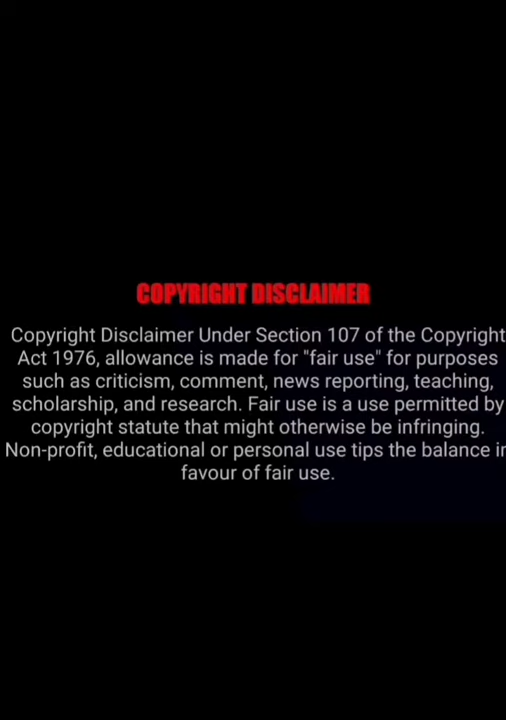 COPYRIGHT DISCLAIMER
Copyright Disclaimer Under Section 107 of the Copyright
Act 1976, allowance is made for "fair use" for purposes
such as criticism, comment, news reporting, teaching,
scholarship, and research. Fair use is a use permitted by
copyright statute that might otherwise be infringing.
Non-profit, educational or personal use tips the balance in
favour of fair use.